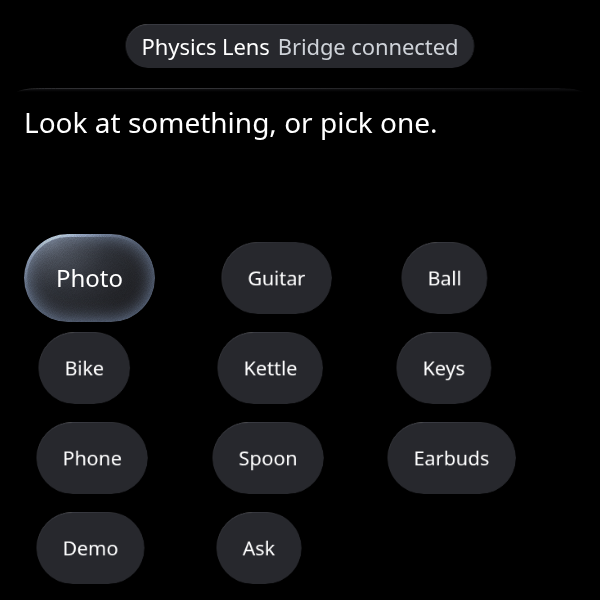 Physics Lens Bridge connected
Look at something, or pick one.
Photo Guitar Ball
Bike Kettle Keys
Phone Spoon Earbuds
Demo Ask